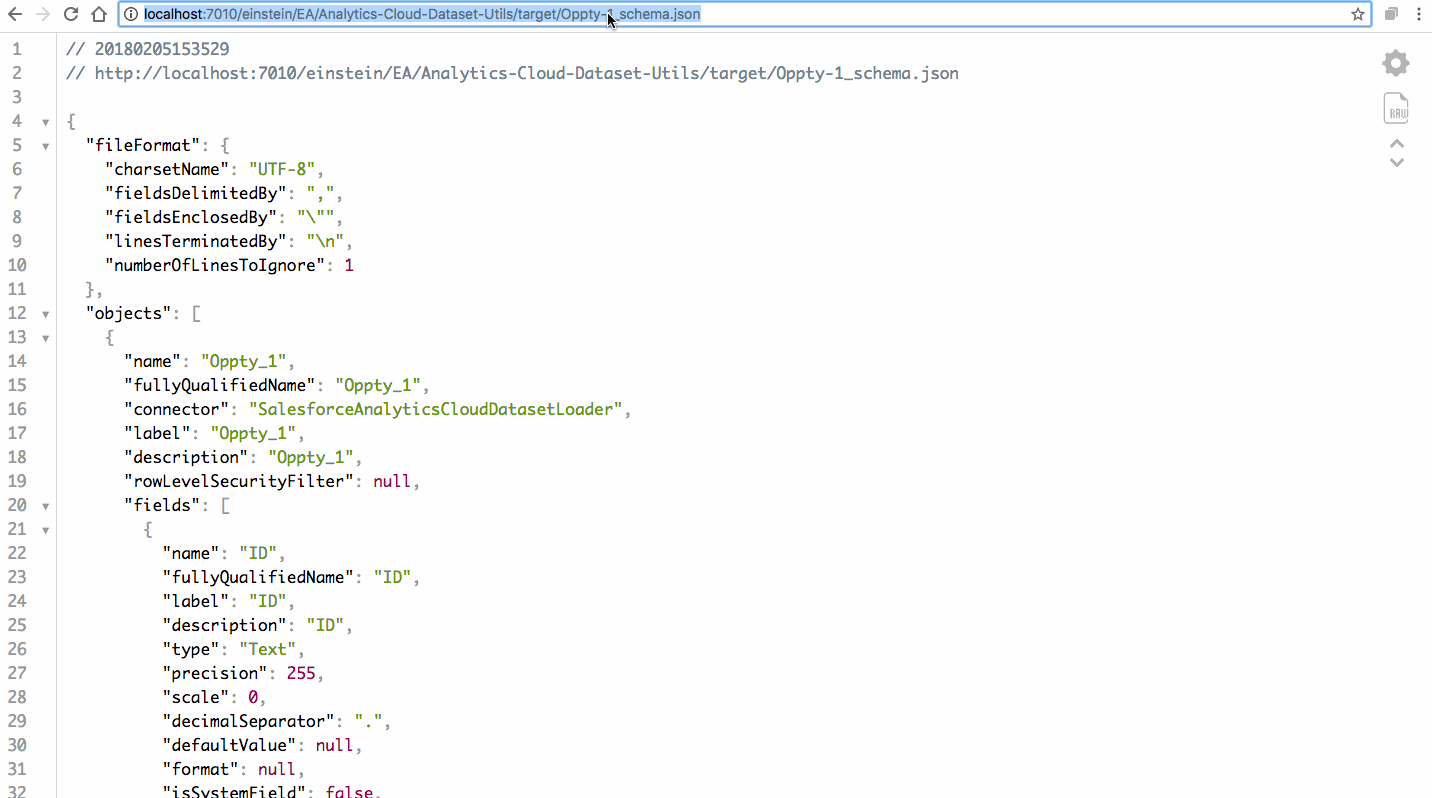 localhost:7010/einstein/EA/Analytics-Cloud-Dataset-Utils/target/Oppty-1_schema.json
1 // 20180205153529
2 // http://localhost:7010/einstein/EA/Analytics-Cloud-Dataset-Utils/target/Oppty-1_schema.json
3
4 {
5 "fileFormat": {
6 "charsetName": "UTF-8",
7 "fieldsDelimitedBy": ",",
8 "fieldsEnclosedBy": "\"",
9 "linesTerminatedBy": "\n",
10 "numberOfLinesToIgnore": 1
11 },
12 "objects": [
13 {
14 "name": "Oppty_1",
15 "fullyQualifiedName": "Oppty_1",
16 "connector": "SalesforceAnalyticsCloudDatasetLoader",
17 "label": "Oppty_1",
18 "description": "Oppty_1",
19 "rowLevelSecurityFilter": null,
20 "fields": [
21 {
22 "name": "ID",
23 "fullyQualifiedName": "ID",
24 "label": "ID",
25 "description": "ID",
26 "type": "Text",
27 "precision": 255,
28 "scale": 0,
29 "decimalSeparator": ".",
30 "defaultValue": null,
31 "format": null,
32 "isSystemField": false,
RAW